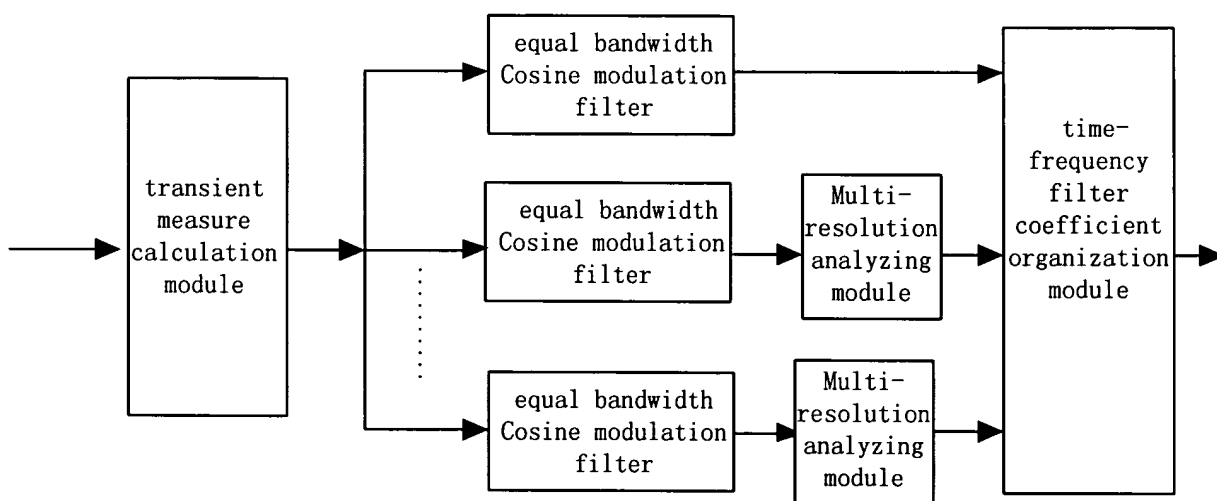 transient
measure
calculation
module
equal bandwidth
Cosine modulation
filter
equal bandwidth
Cosine modulation
filter
Multi-
resolution
analyzing
module
equal bandwidth
Cosine modulation
filter
Multi-
resolution
analyzing
module
time-
frequency
filter
coefficient
organization
module